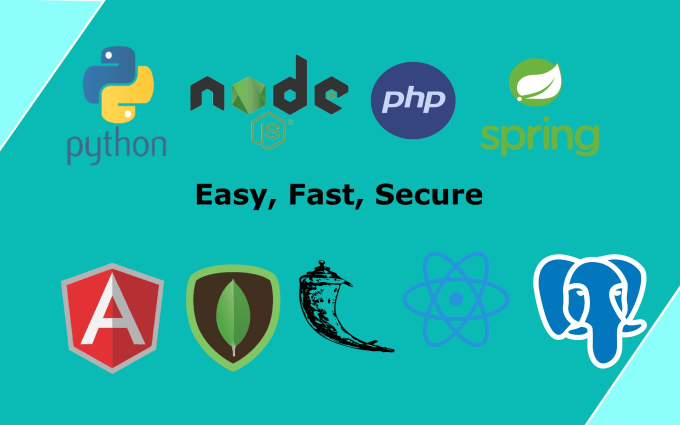 python
node
JS
php
spring
Easy, Fast, Secure
A